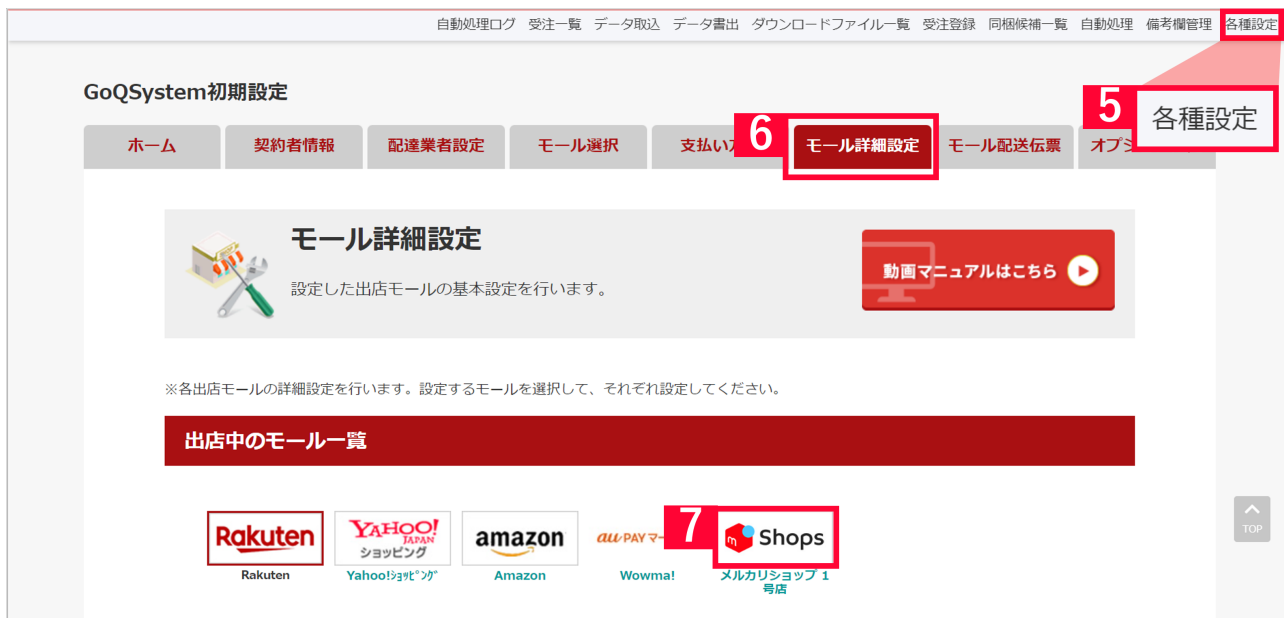 自動処理ログ 受注一覧 データ取込 データ書出 ダウンロードファイル一覧 受注登録 同梱候補一覧 自動処理 備考欄管理 各種設定
GoQSystem初期設定
5 各種設定
ホーム 契約者情報 配達業者設定 モール選択 支払い 6 モール詳細設定 モール配送伝票 オプシ
モール詳細設定
設定した出店モールの基本設定を行います。
動画マニュアルはこちら
※各出店モールの詳細設定を行います。設定するモールを選択して、それぞれ設定してください。
出店中のモール一覧
TOP
Rakuten YAHOO! JAPAN ショッピング amazon au PAY マー 7 m Shops
Rakuten Yahoo!ショッピング Amazon Wowma! メルカリショップ 1
号店